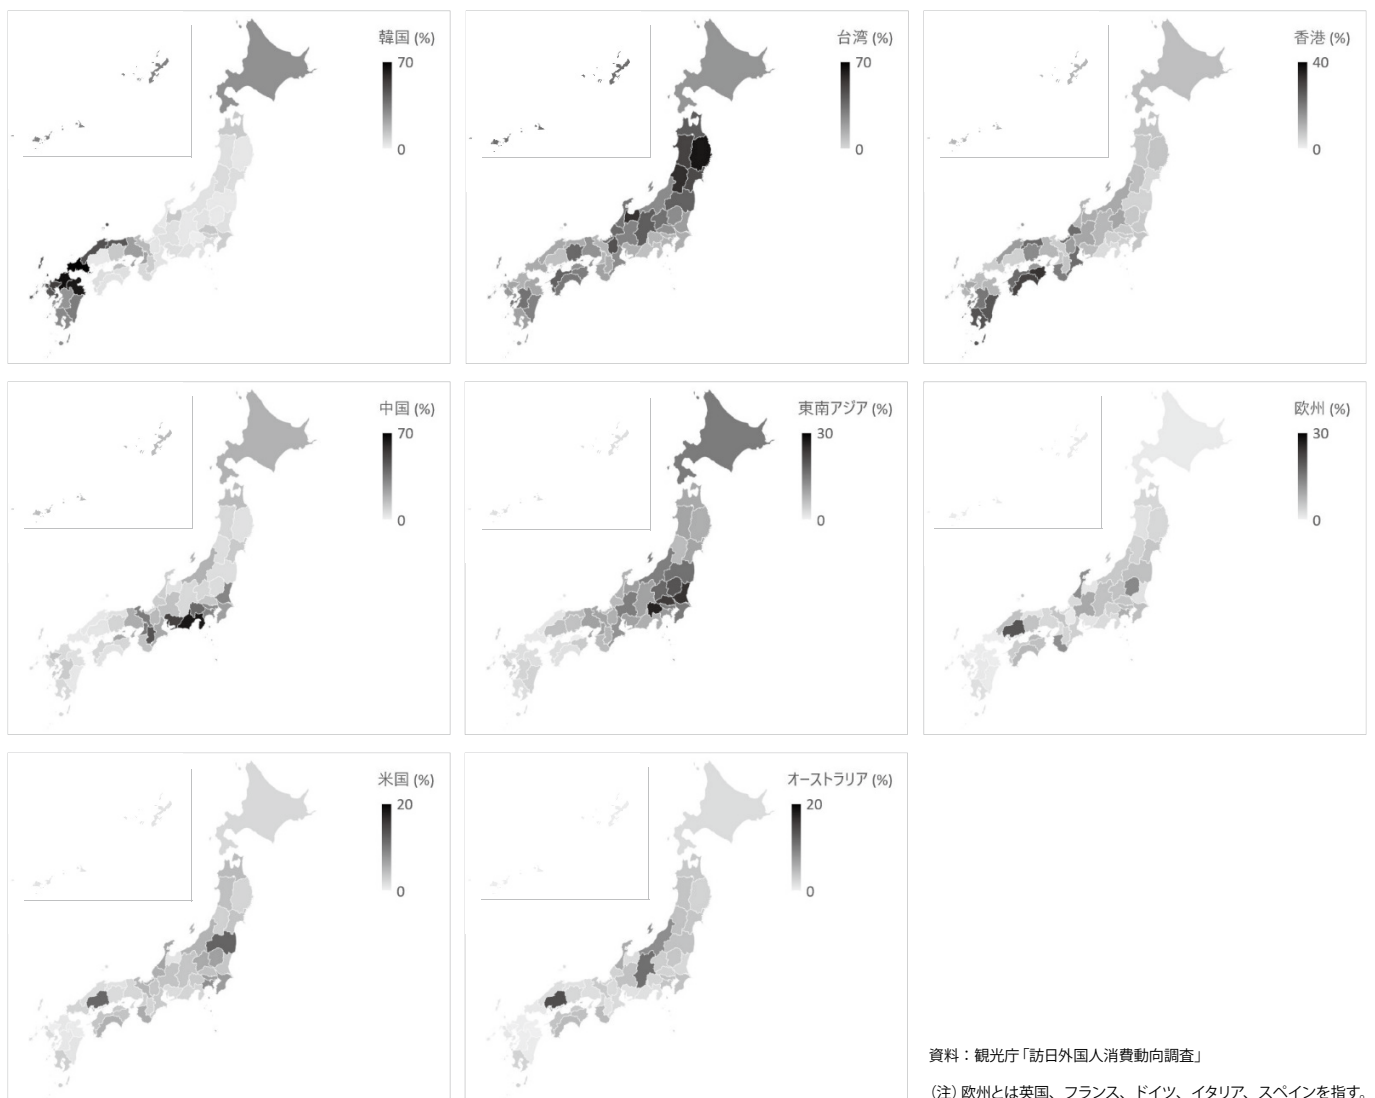 韓国 (%)
70
0
台湾 (%)
70
0
香港 (%)
40
0
中国 (%)
70
0
東南アジア (%)
30
0
欧州 (%)
30
0
米国 (%)
20
0
オーストラリア (%)
20
0
資料：観光庁「訪日外国人消費動向調査」
（注）欧州とは英国、フランス、ドイツ、イタリア、スペインを指す。